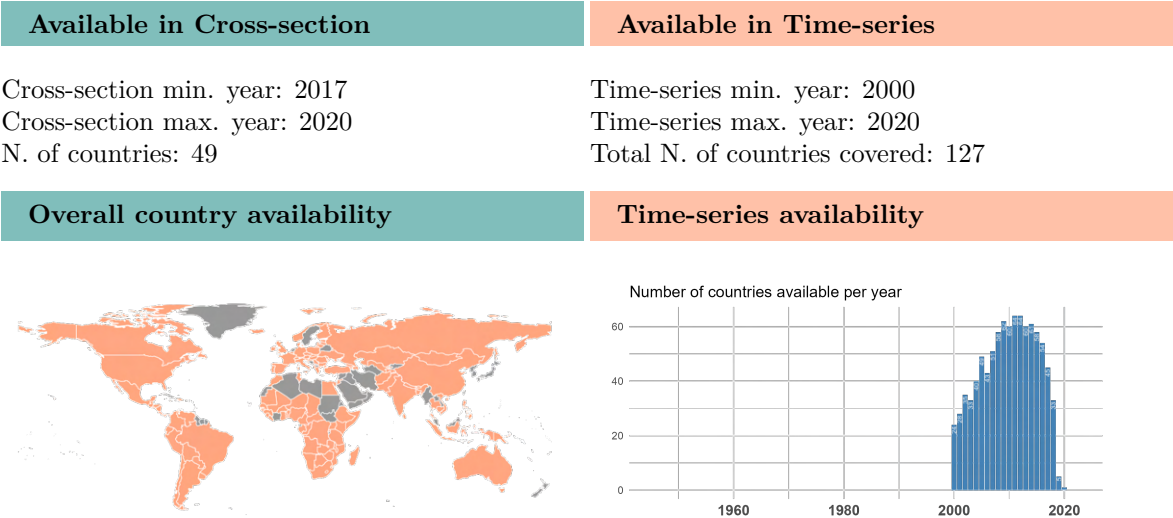 Available in Cross-section
Available in Time-series
Cross-section min. year: 2017
Cross-section max. year: 2020
N. of countries: 49
Time-series min. year: 2000
Time-series max. year: 2020
Total N. of countries covered: 127
Overall country availability
Time-series availability
Number of countries available per year
60
40
20
0
1960
1980
2000
2020